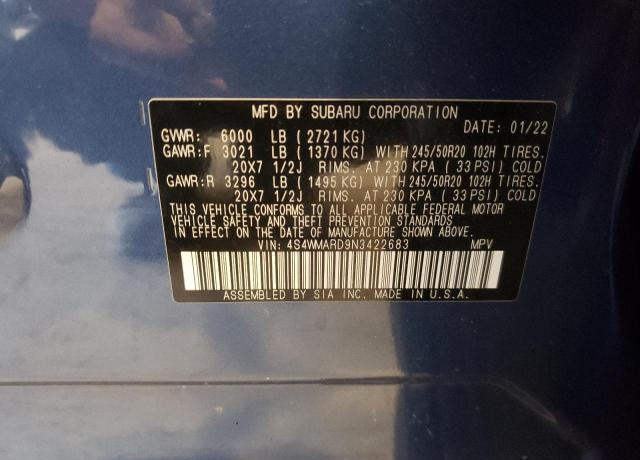 MFD BY SUBARU CORPORATION
DATE: 01/22
GVWR: 6000 LB ( 2721 KG)
GAWR:F 3021 LB ( 1370 KG) WITH 245/50R20 102H TIRES.
20X7 1/2J RIMS. AT 230 KPA ( 33 PSI) COLD
GAWR:R 3296 LB ( 1495 KG) WITH 245/50R20 102H TIRES.
20X7 1/2J RIMS. AT 230 KPA ( 33 PSI) COLD
THIS VEHICLE CONFORMS TO ALL APPLICABLE FEDERAL MOTOR
VEHICLE SAFETY AND THEFT PREVENTION STANDARDS
IN EFFECT ON THE DATE OF MANUFACTURE SHOWN ABOVE.
VIN: 4S4WMARD9N3422683 MPV
ASSEMBLED BY SIA INC. MADE IN U.S.A.